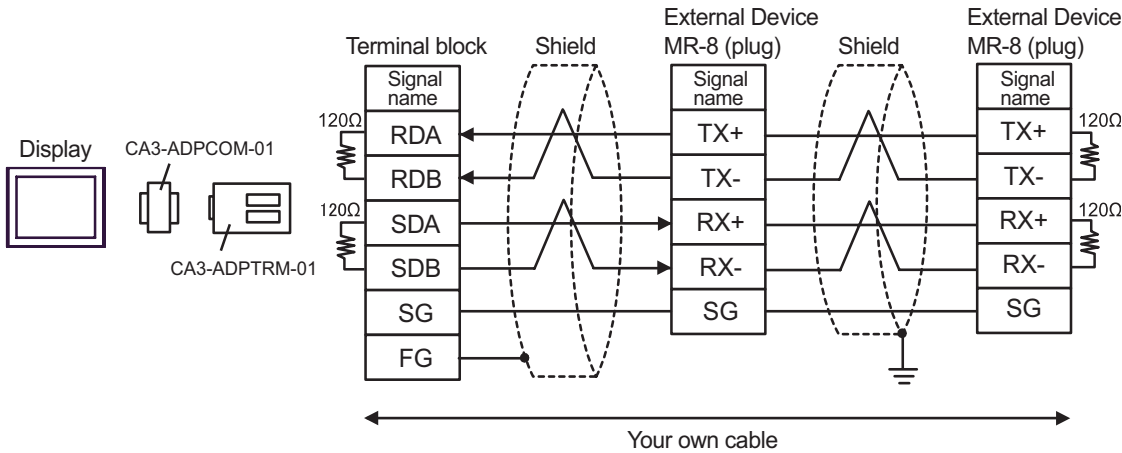 Display
CA3-ADPCOM-01
CA3-ADPTRM-01
Terminal block
Signal name
120Ω
RDA
RDB
120Ω
SDA
SDB
SG
FG
Shield
External Device
MR-8 (plug)
Signal name
TX+
TX-
RX+
RX-
SG
Shield
External Device
MR-8 (plug)
Signal name
TX+
120Ω
TX-
RX+
120Ω
RX-
SG
Your own cable